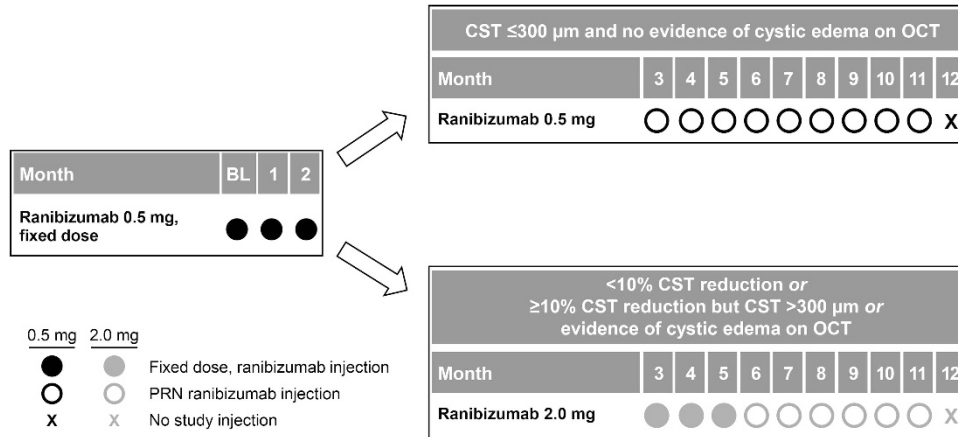 CST ≤300 µm and no evidence of cystic edema on OCT
Month 3 4 5 6 7 8 9 10 11 12
Ranibizumab 0.5 mg X
Month BL 1 2
Ranibizumab 0.5 mg,
fixed dose
<10% CST reduction or
≥10% CST reduction but CST >300 µm or
evidence of cystic edema on OCT
Month 3 4 5 6 7 8 9 10 11 12
Ranibizumab 2.0 mg X
0.5 mg 2.0 mg
Fixed dose, ranibizumab injection
PRN ranibizumab injection
X X No study injection